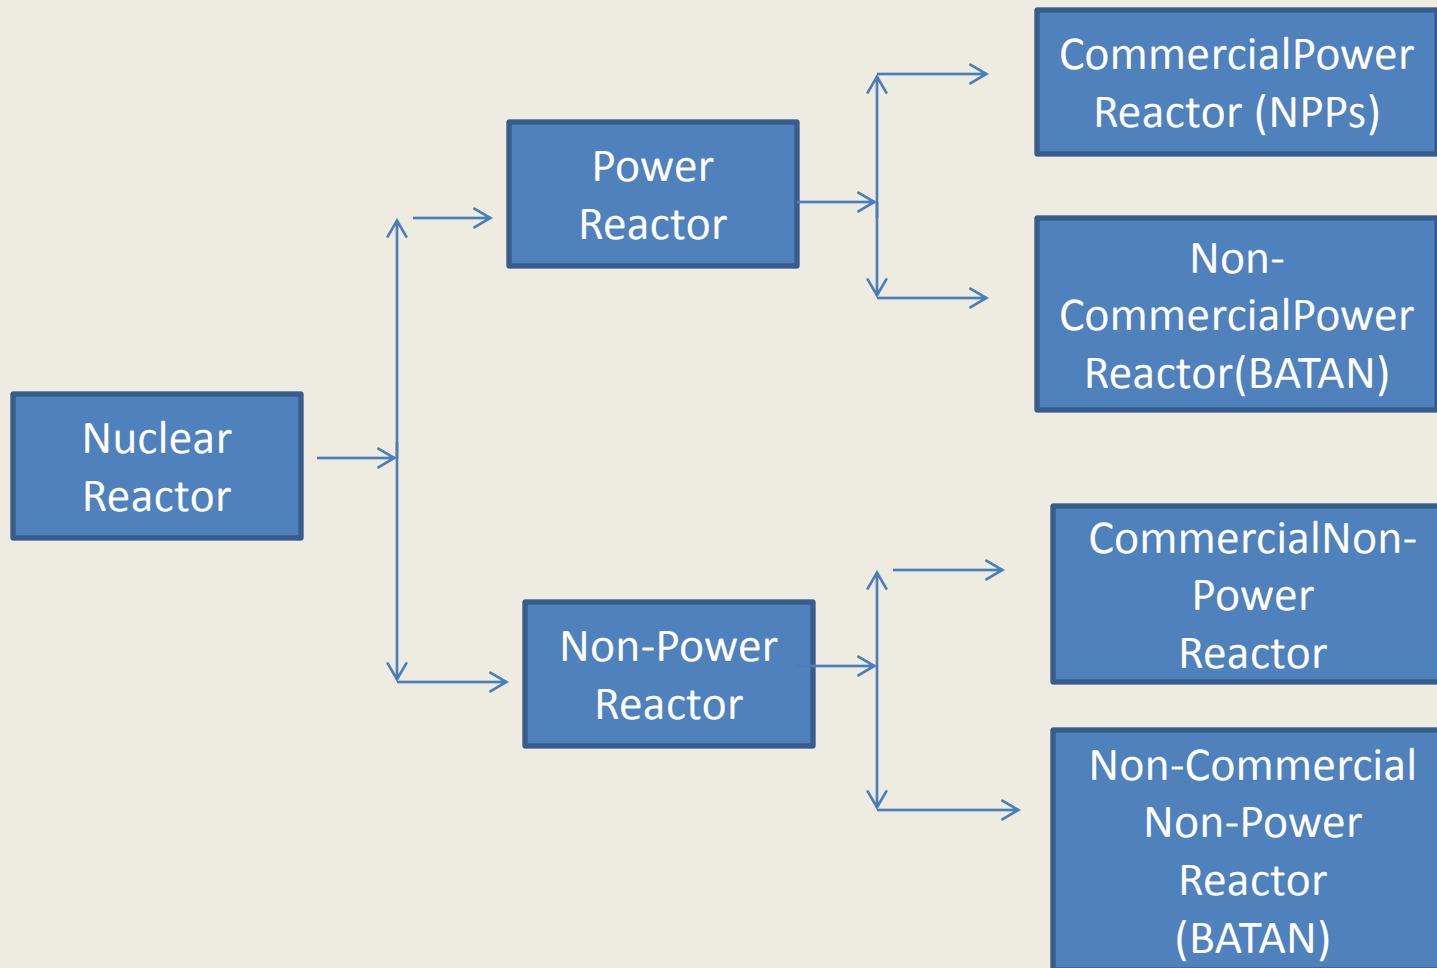 CommercialPower
Reactor (NPPs)
Power
Reactor
Non-
CommercialPower
Reactor(BATAN)
Nuclear
Reactor
CommercialNon-
Power
Reactor
Non-Power
Reactor
Non-Commercial
Non-Power
Reactor
(BATAN)